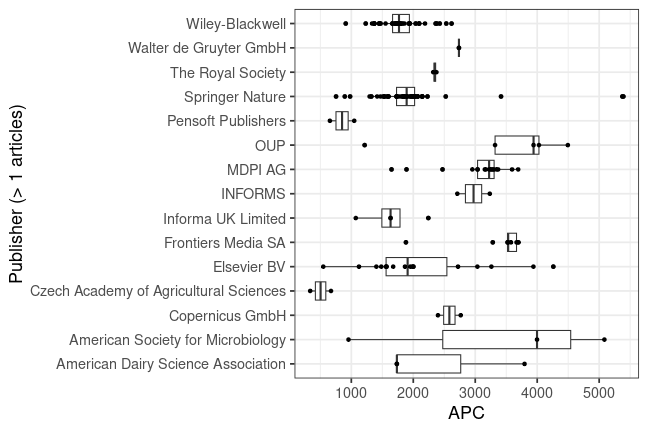 Publisher (> 1 articles)
Wiley-Blackwell
Walter de Gruyter GmbH
The Royal Society
Springer Nature
Pensoft Publishers
OUP
MDPI AG
INFORMS
Informa UK Limited
Frontiers Media SA
Elsevier BV
Czech Academy of Agricultural Sciences
Copernicus GmbH
American Society for Microbiology
American Dairy Science Association
1000 2000 3000 4000 5000
APC